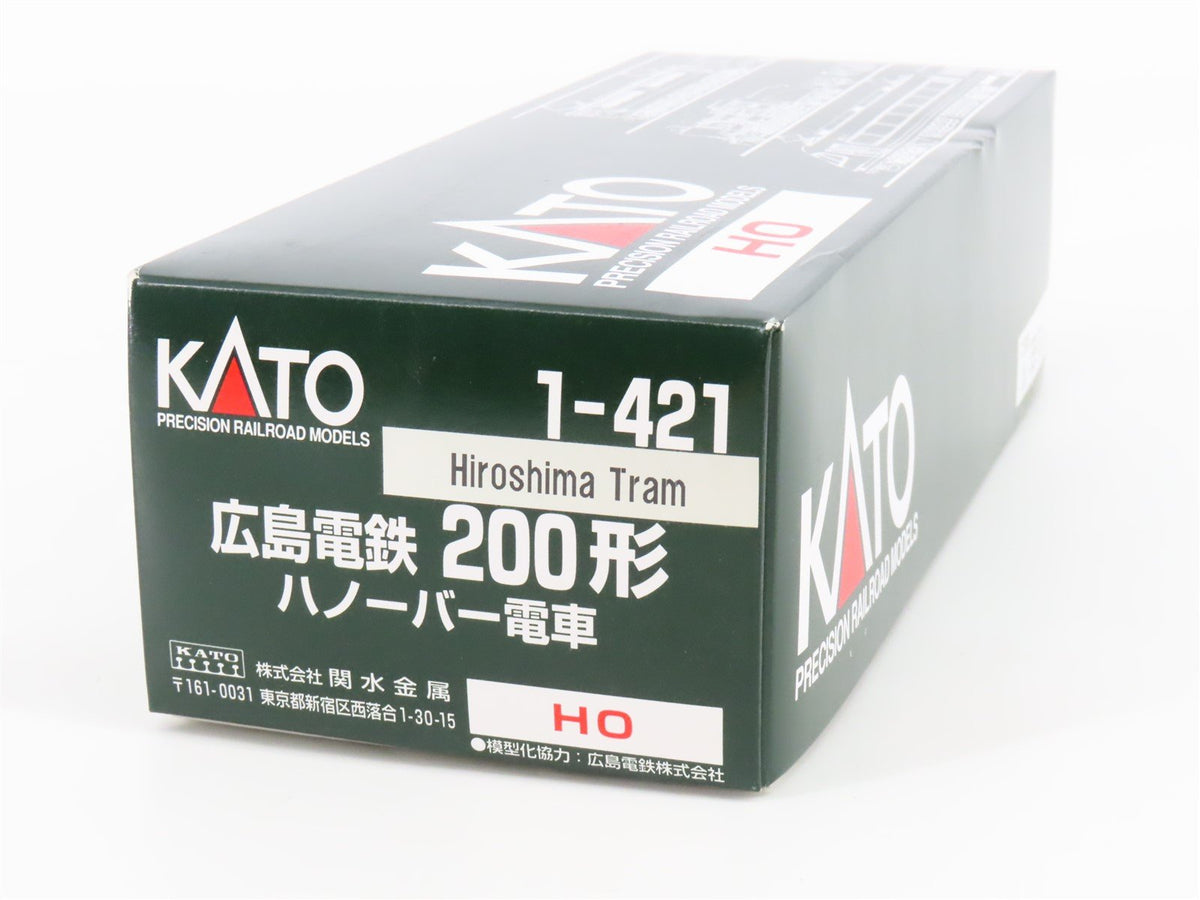 KATO
PRECISION RAILROAD MODELS
HO
KATO
PRECISION RAILROAD MODELS
1-421
Hiroshima Tram
広島電鉄 200形
ハノーバー電車
KATO
株式会社 関水金属
〒161-0031 東京都新宿区西落合1-30-15
HO
●模型化協力：広島電鉄株式会社
KATO
PRECISION RAILROAD MODELS